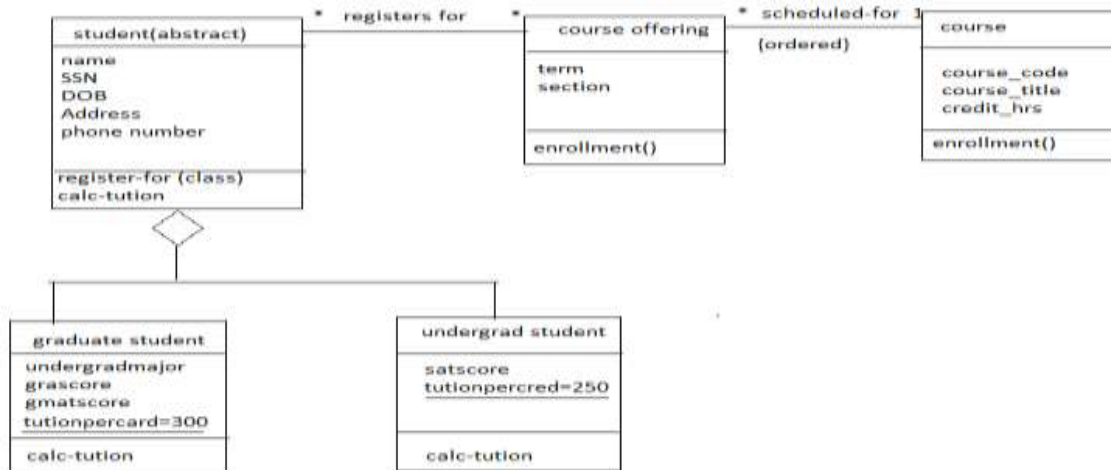 student(abstract)
name
SSN
DOB
Address
phone number
register-for (class)
calc-tution
* registers for *
course offering
term
section
enrollment()
* scheduled-for 1
(ordered)
course
course_code
course_title
credit_hrs
enrollment()
graduate student
undergradmajor
grascore
gmatscore
tutionpercard=300
calc-tution
undergrad student
satscore
tutionpercred=250
calc-tution